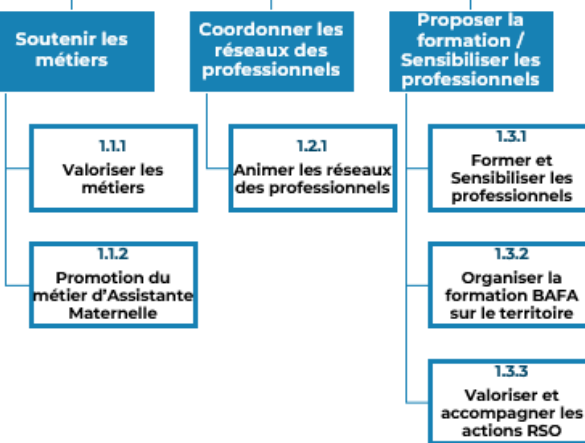 Soutenir les
métiers
Coordonner les
réseaux des
professionnels
Proposer la
formation /
Sensibiliser les
professionnels
1.1.1
Valoriser les
métiers
1.1.2
Promotion du
métier d'Assistante
Maternelle
1.2.1
Animer les réseaux
des professionnels
1.3.1
Former et
Sensibiliser les
professionnels
1.3.2
Organiser la
formation BAFA
sur le territoire
1.3.3
Valoriser et
accompagner les
actions RSO